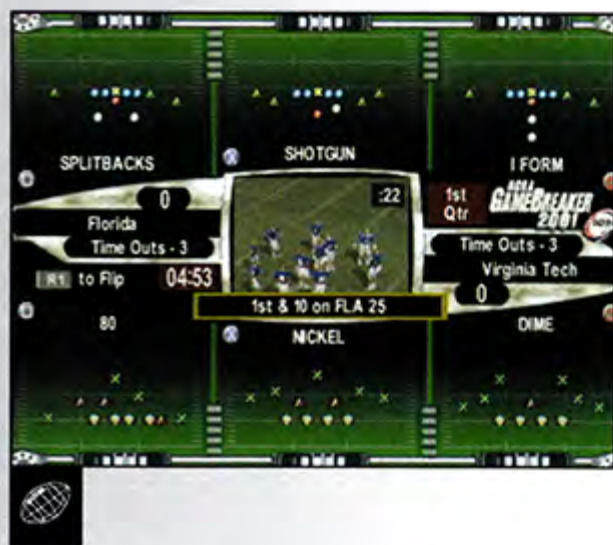 SPLITBACKS
SHOTGUN
I FORM
0
Florida
Time Outs - 3
R1 to Flip 04:53
:22
1st
Qtr
NCAA
GAMEBREAKER
2001
Time Outs - 3
Virginia Tech
0
1st & 10 on FLA 25
80
NICKEL
DIME